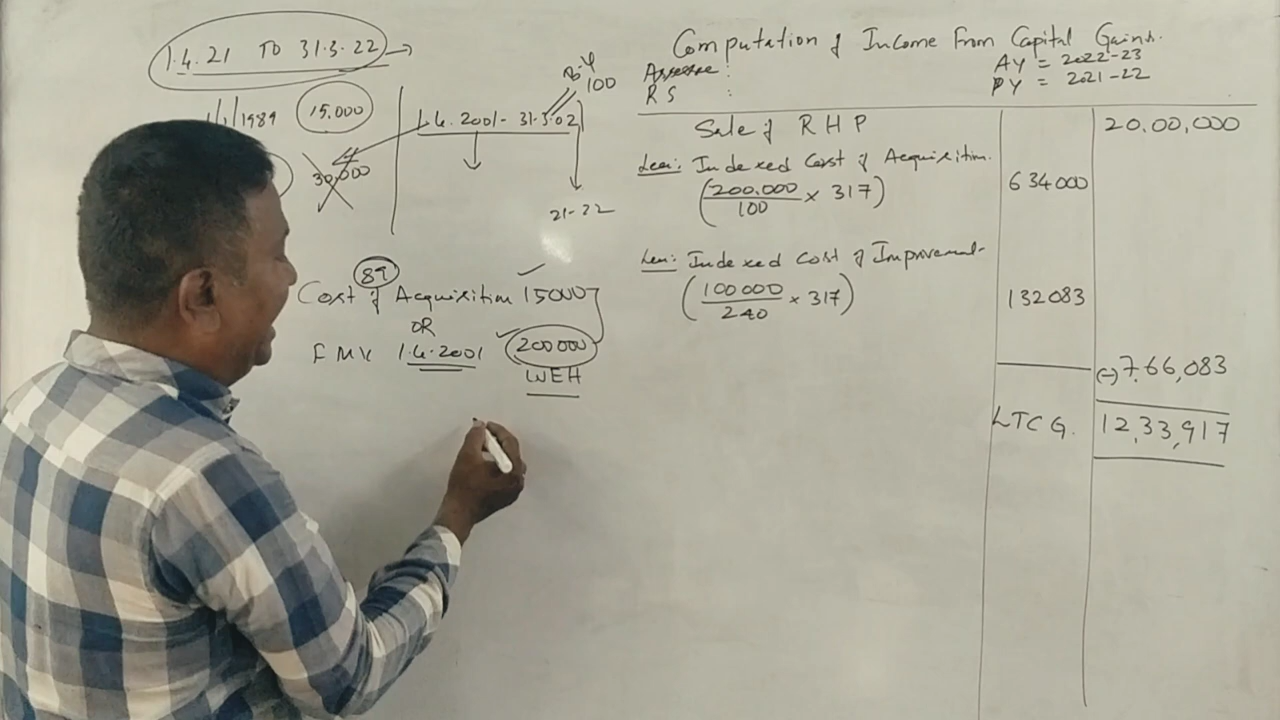 1.4.21 TO 31.3.22
1/1/1989 15.000
30,000
1.4.2001- 31.3.02
100
21-22
89
Cost of Acquisition 15000
OR
FMV 1.4.2001 200000
WEH
Computation of Income From Capital Gains.
Assesse :
RS :
AY = 2022-23
PY = 2021-22
Sale of RHP 20,00,000
Less: Indexed Cost of Acquisition.
(200.000/100 × 317) 634000
Less: Indexed Cost of Improvement
(100000/240 × 317) 132083
(-) 7,66,083
LTCG. 12,33,917